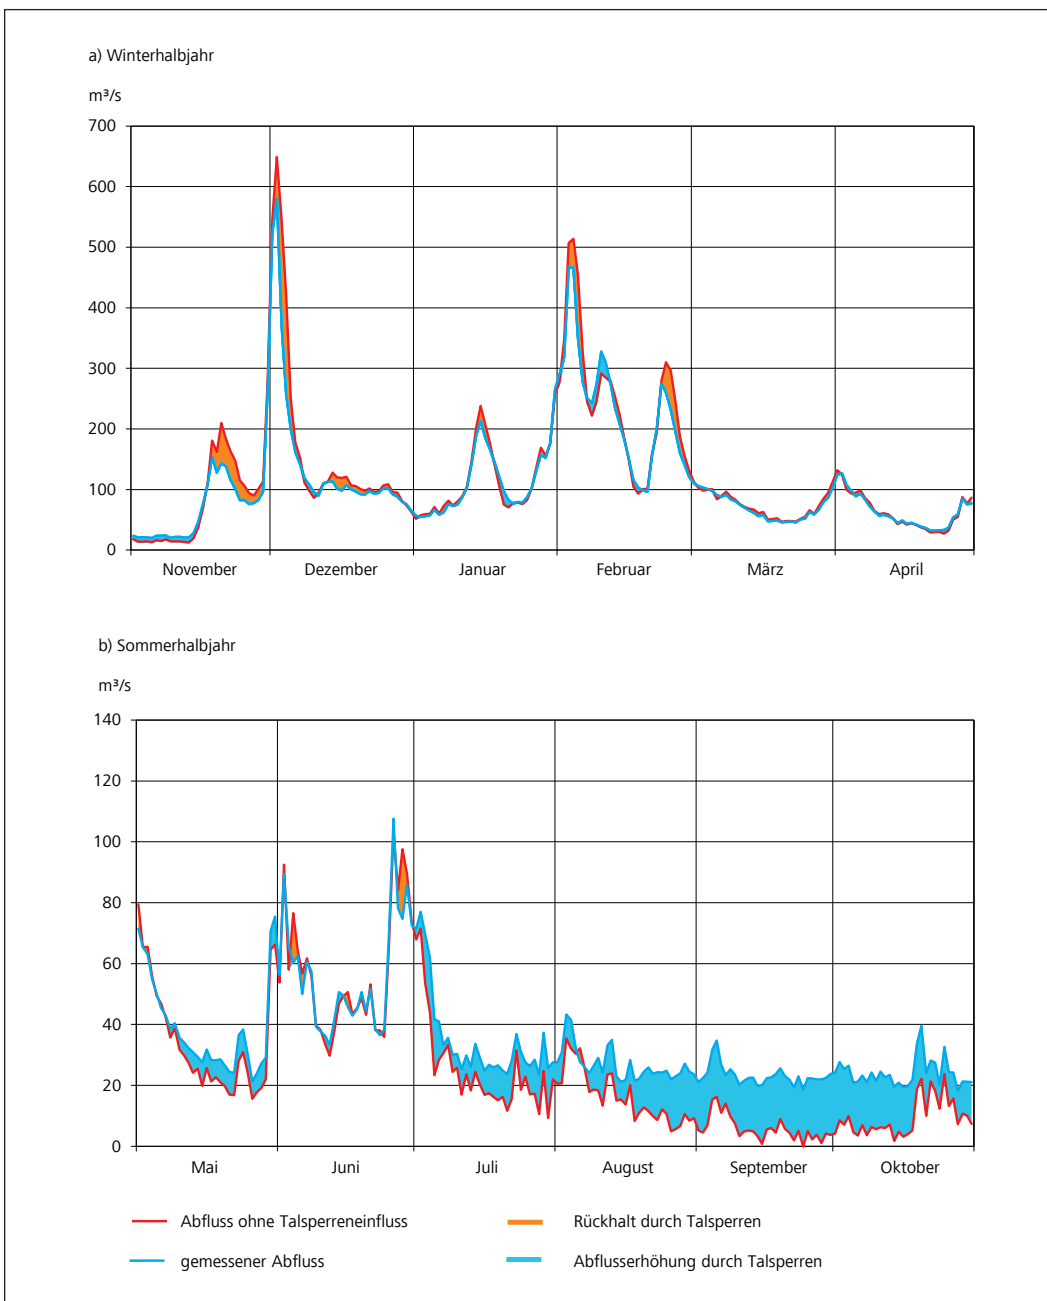 a) Winterhalbjahr
m³/s
700
600
500
400
300
200
100
0
November Dezember Januar Februar März April
b) Sommerhalbjahr
m³/s
140
120
100
80
60
40
20
0
Mai Juni Juli August September Oktober
Abfluss ohne Talsperreneinfluss Rückhalt durch Talsperren
gemessener Abfluss Abflusserhöhung durch Talsperren